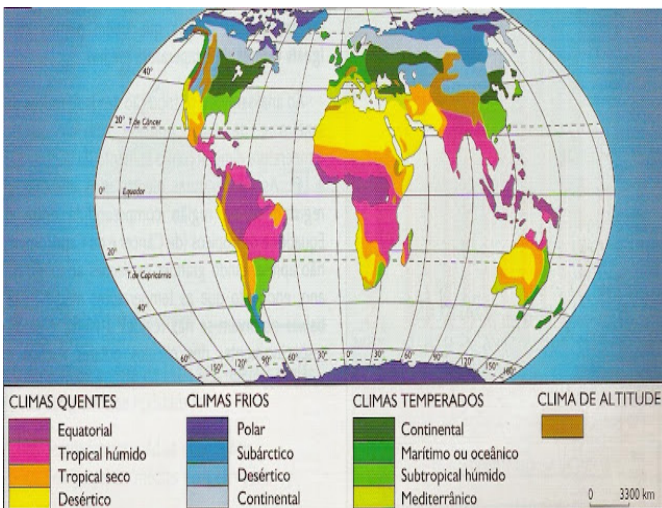 40°
20° T. de Câncer
0° Equador
20°
T. de Capricórnio
40°
60°
150°
120°
90°
60°
30°
0°
30°
60°
90°
120°
150°
180°
CLIMAS QUENTES
Equatorial
Tropical húmido
Tropical seco
Desértico
CLIMAS FRIOS
Polar
Subárctico
Desértico
Continental
CLIMAS TEMPERADOS
Continental
Marítimo ou oceânico
Subtropical húmido
Mediterrânico
CLIMA DE ALTITUDE
0 3300 km